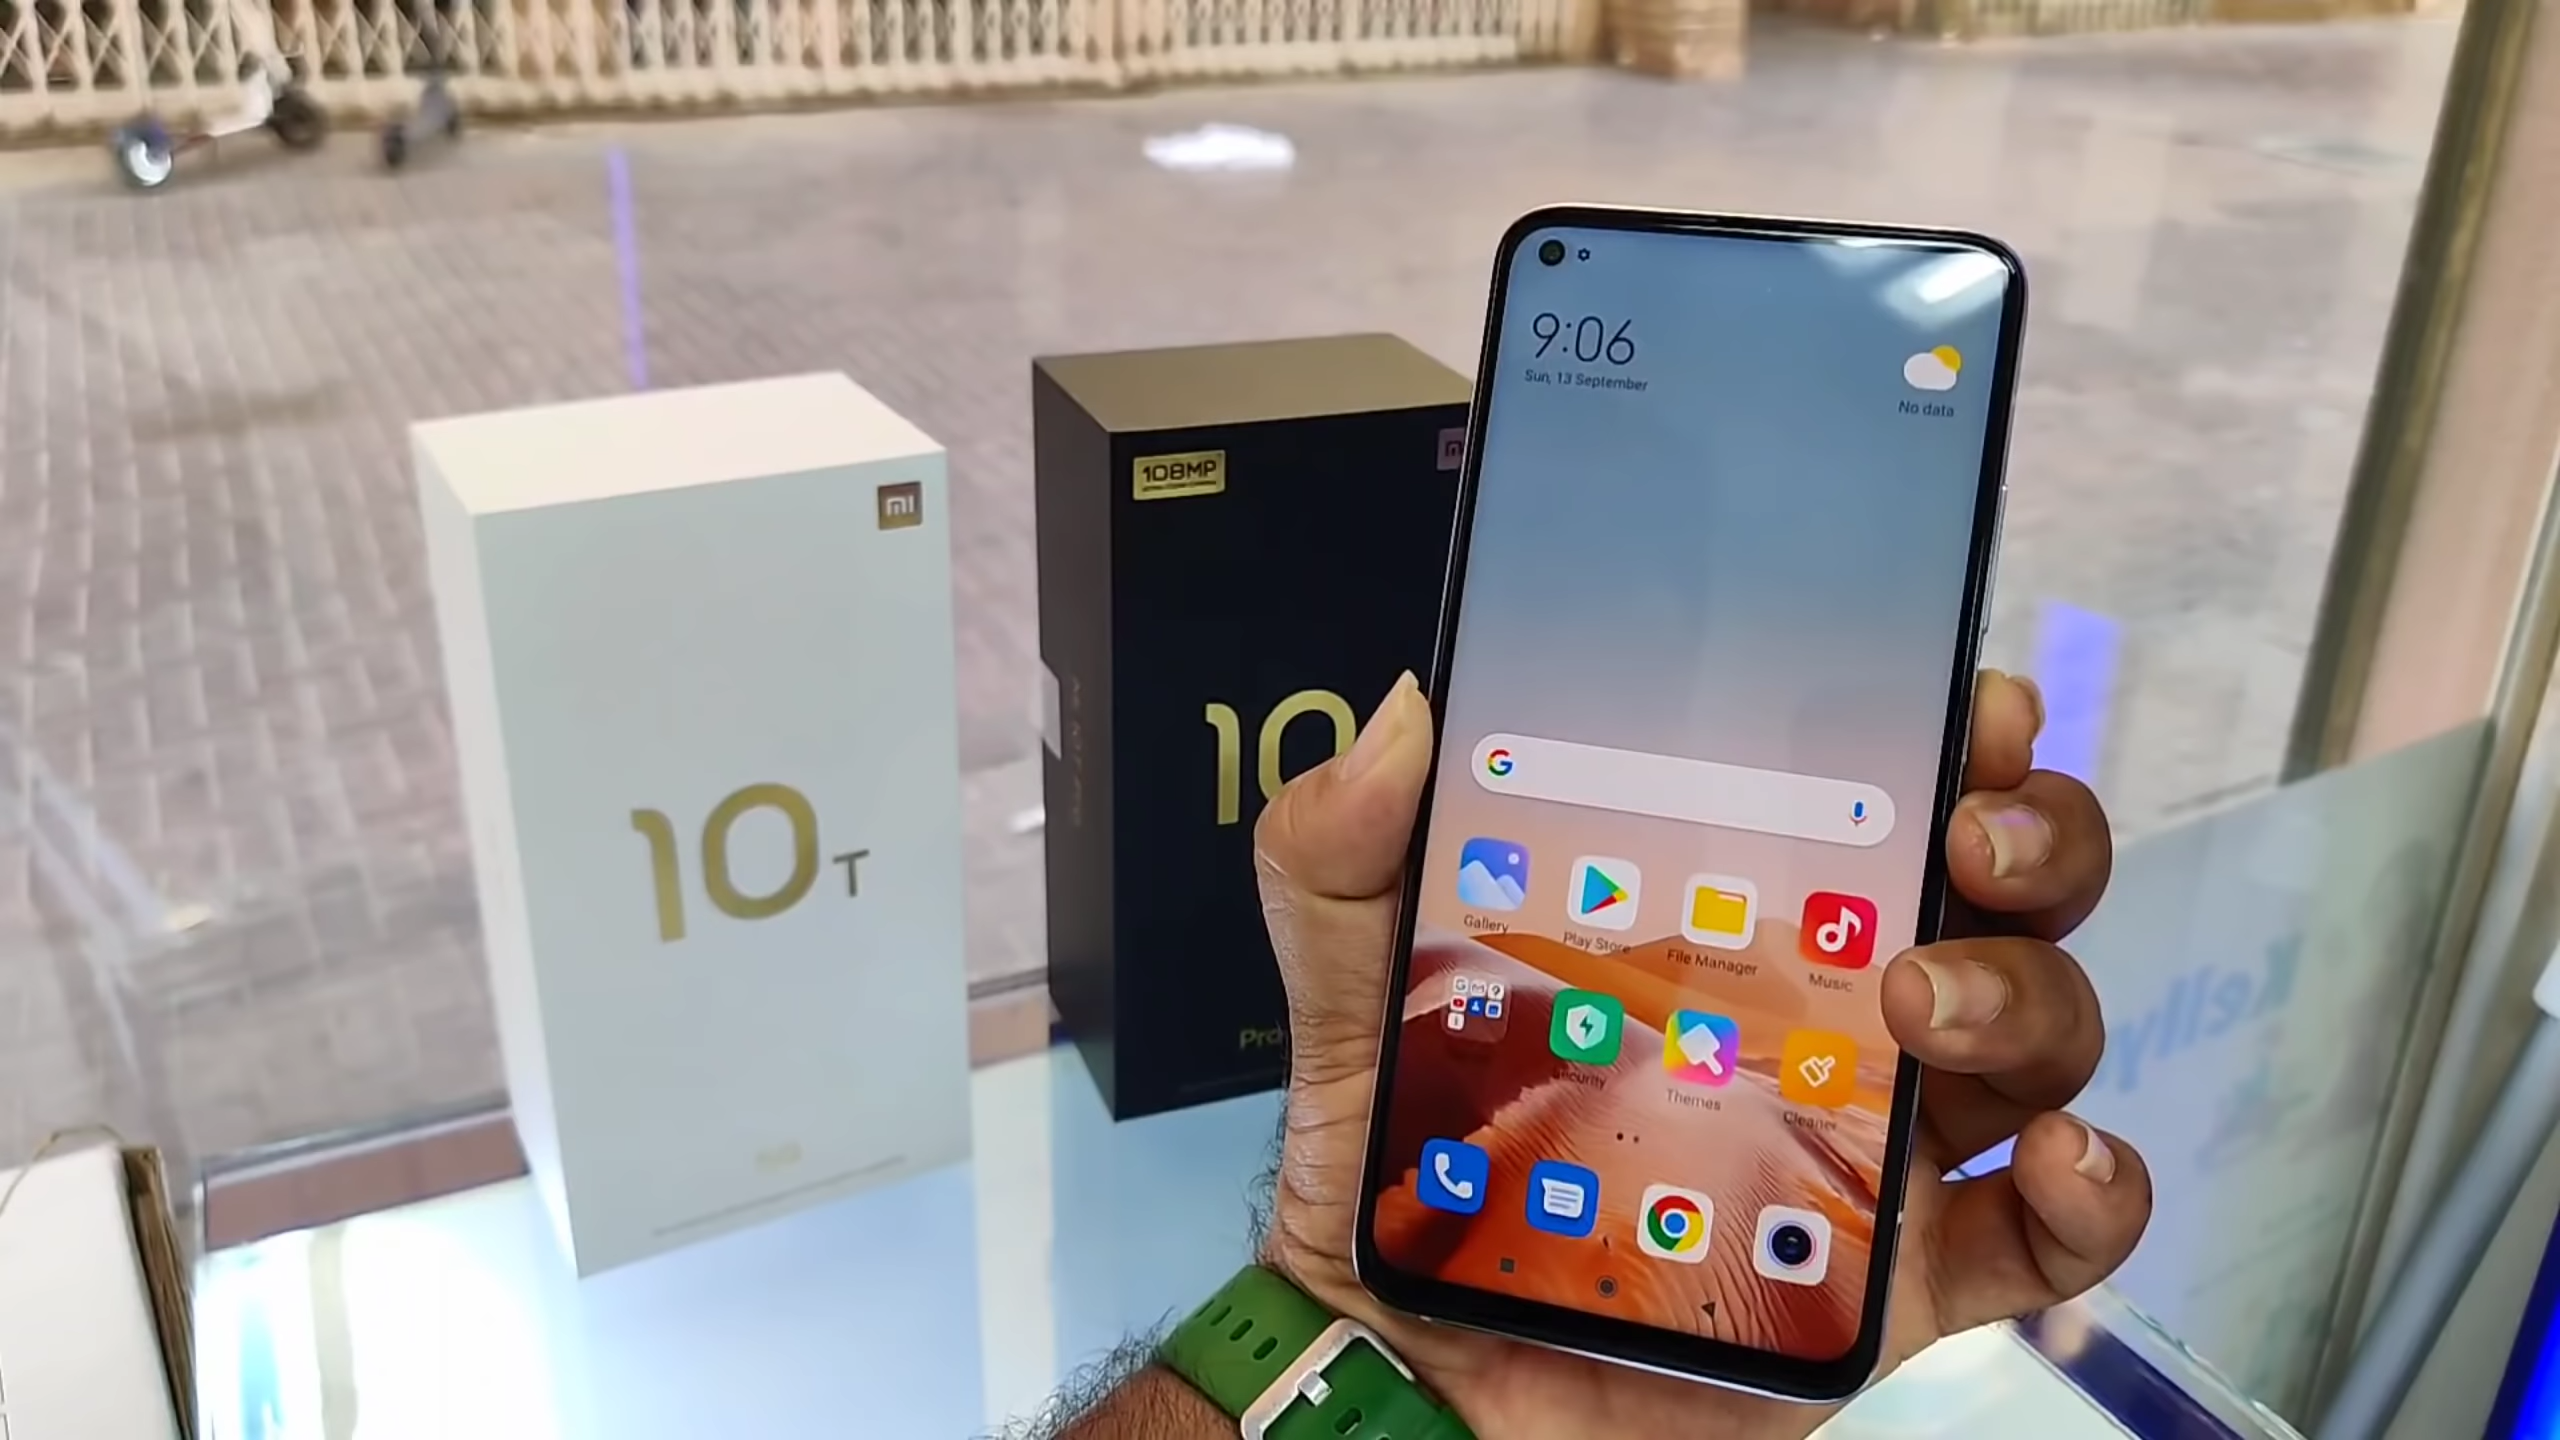 mi
10 T
108MP
10
Pro
9:06
Sun, 13 September
No data
Gallery
Play Store
File Manager
Music
Security
Themes
Cleaner